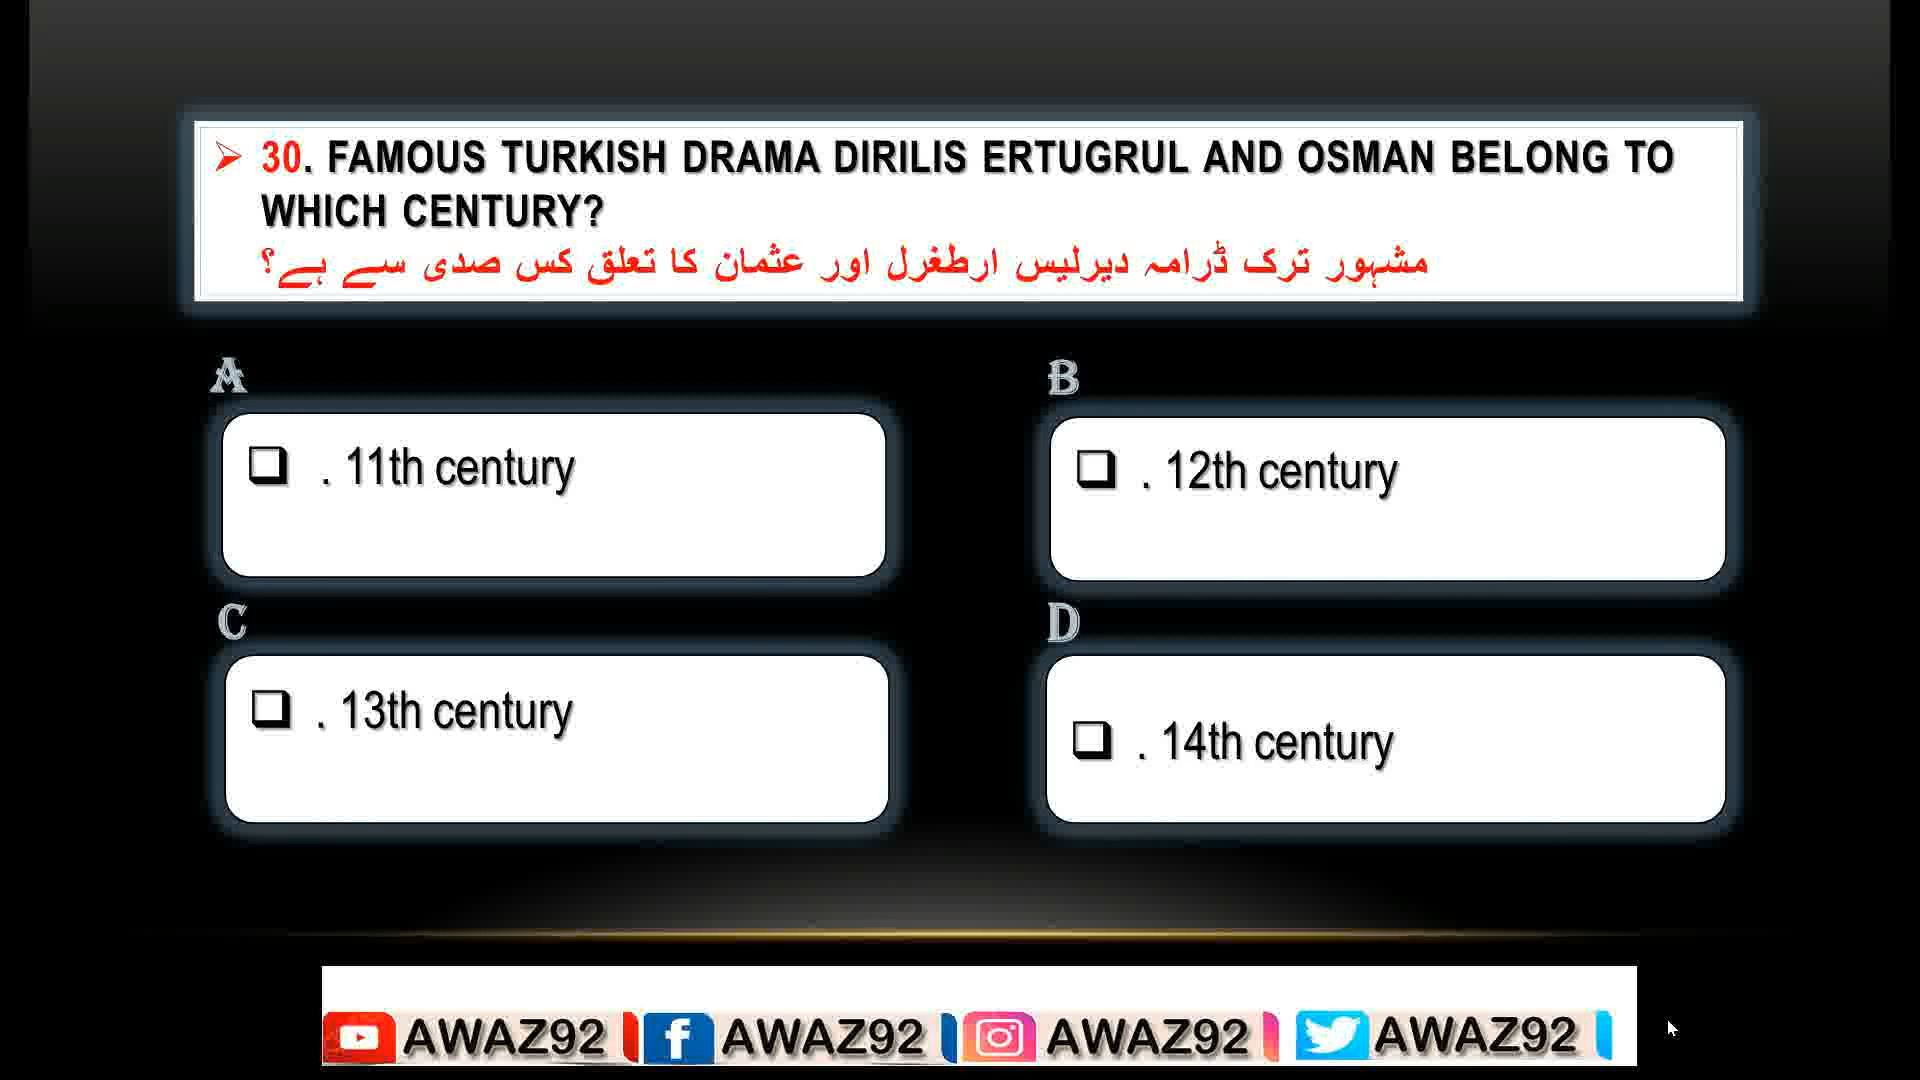 30. FAMOUS TURKISH DRAMA DIRILIS ERTUGRUL AND OSMAN BELONG TO
WHICH CENTURY?
مشہور ترک ڈرامہ دیرلیس ارطغرل اور عثمان کا تعلق کس صدی سے ہے؟
A
. 11th century
B
. 12th century
C
. 13th century
D
. 14th century
AWAZ92 AWAZ92 AWAZ92 AWAZ92